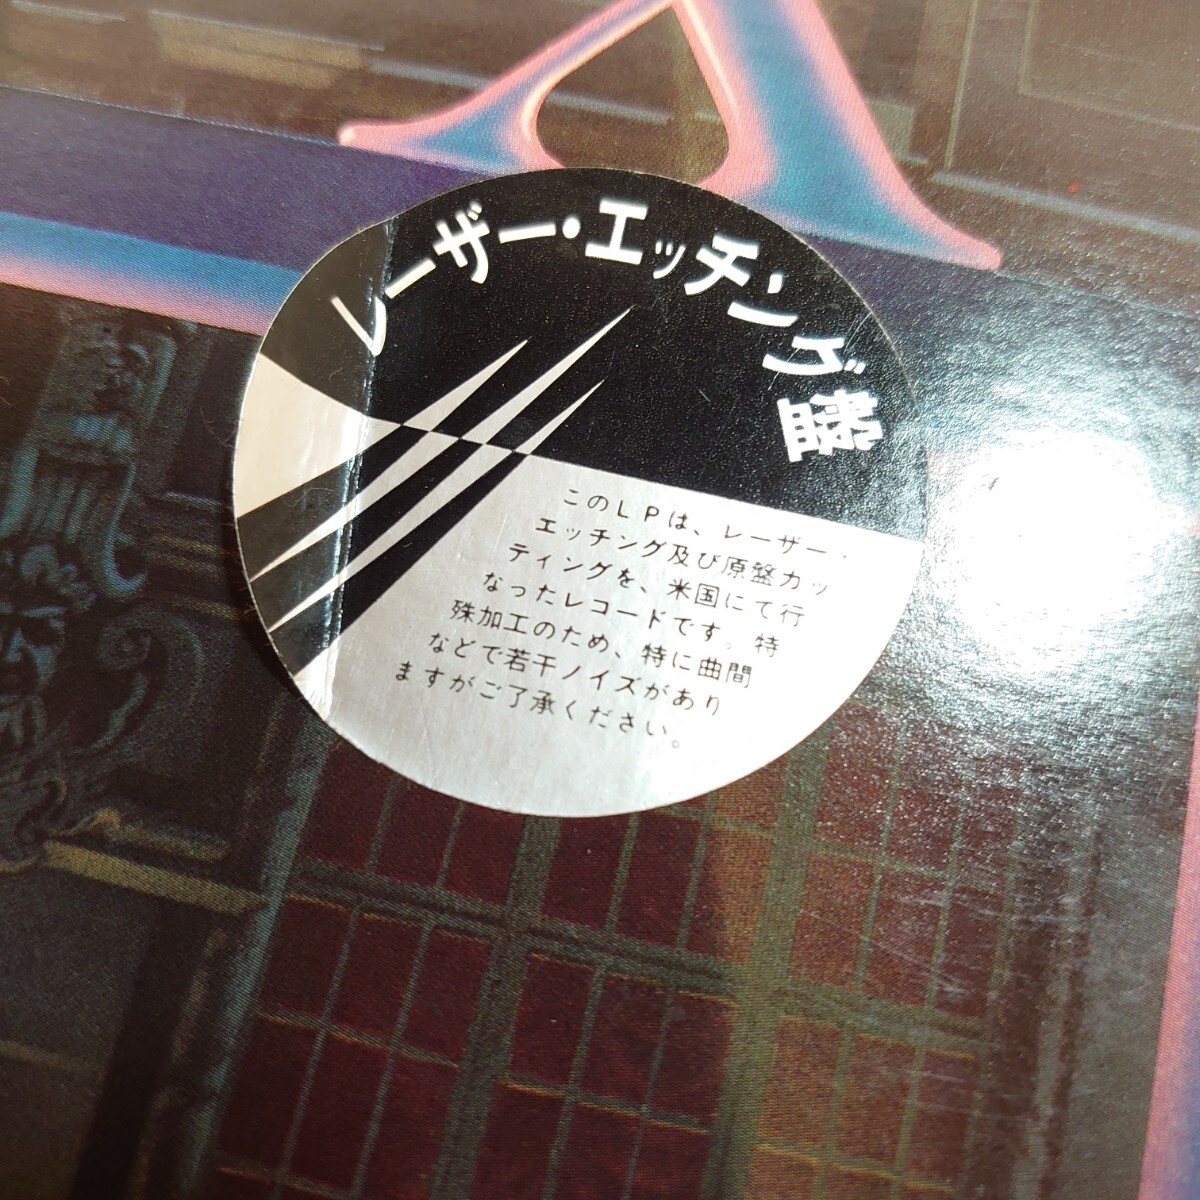 レーザー・エッチング盤
このLPは、レーザー・
エッチング及び原盤カッ
ティングを、米国にて行
なったレコードです。特
殊加工のため、特に曲間
などで若干ノイズがあり
ますがご了承ください。